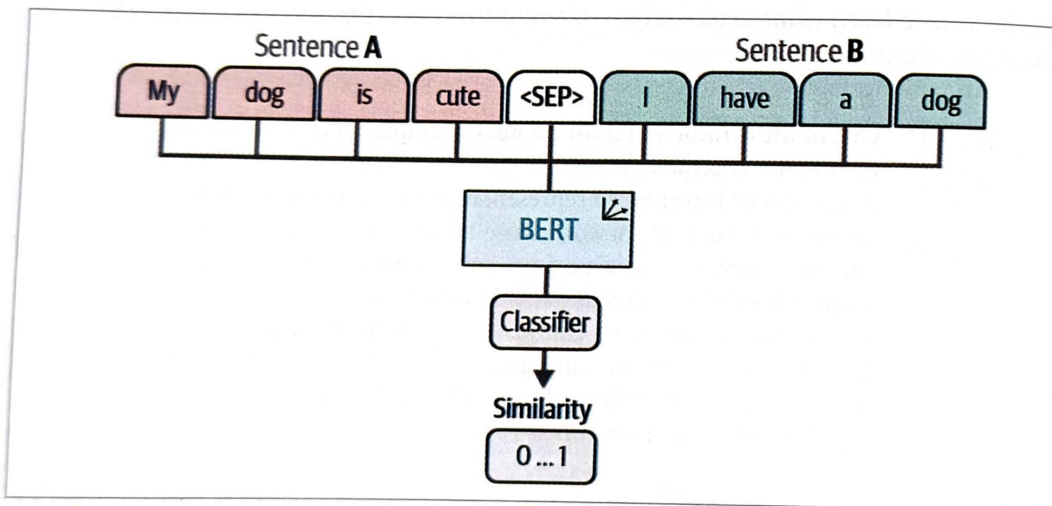 Sentence A Sentence B
My dog is cute <SEP> I have a dog
BERT
Classifier
Similarity
0 ... 1